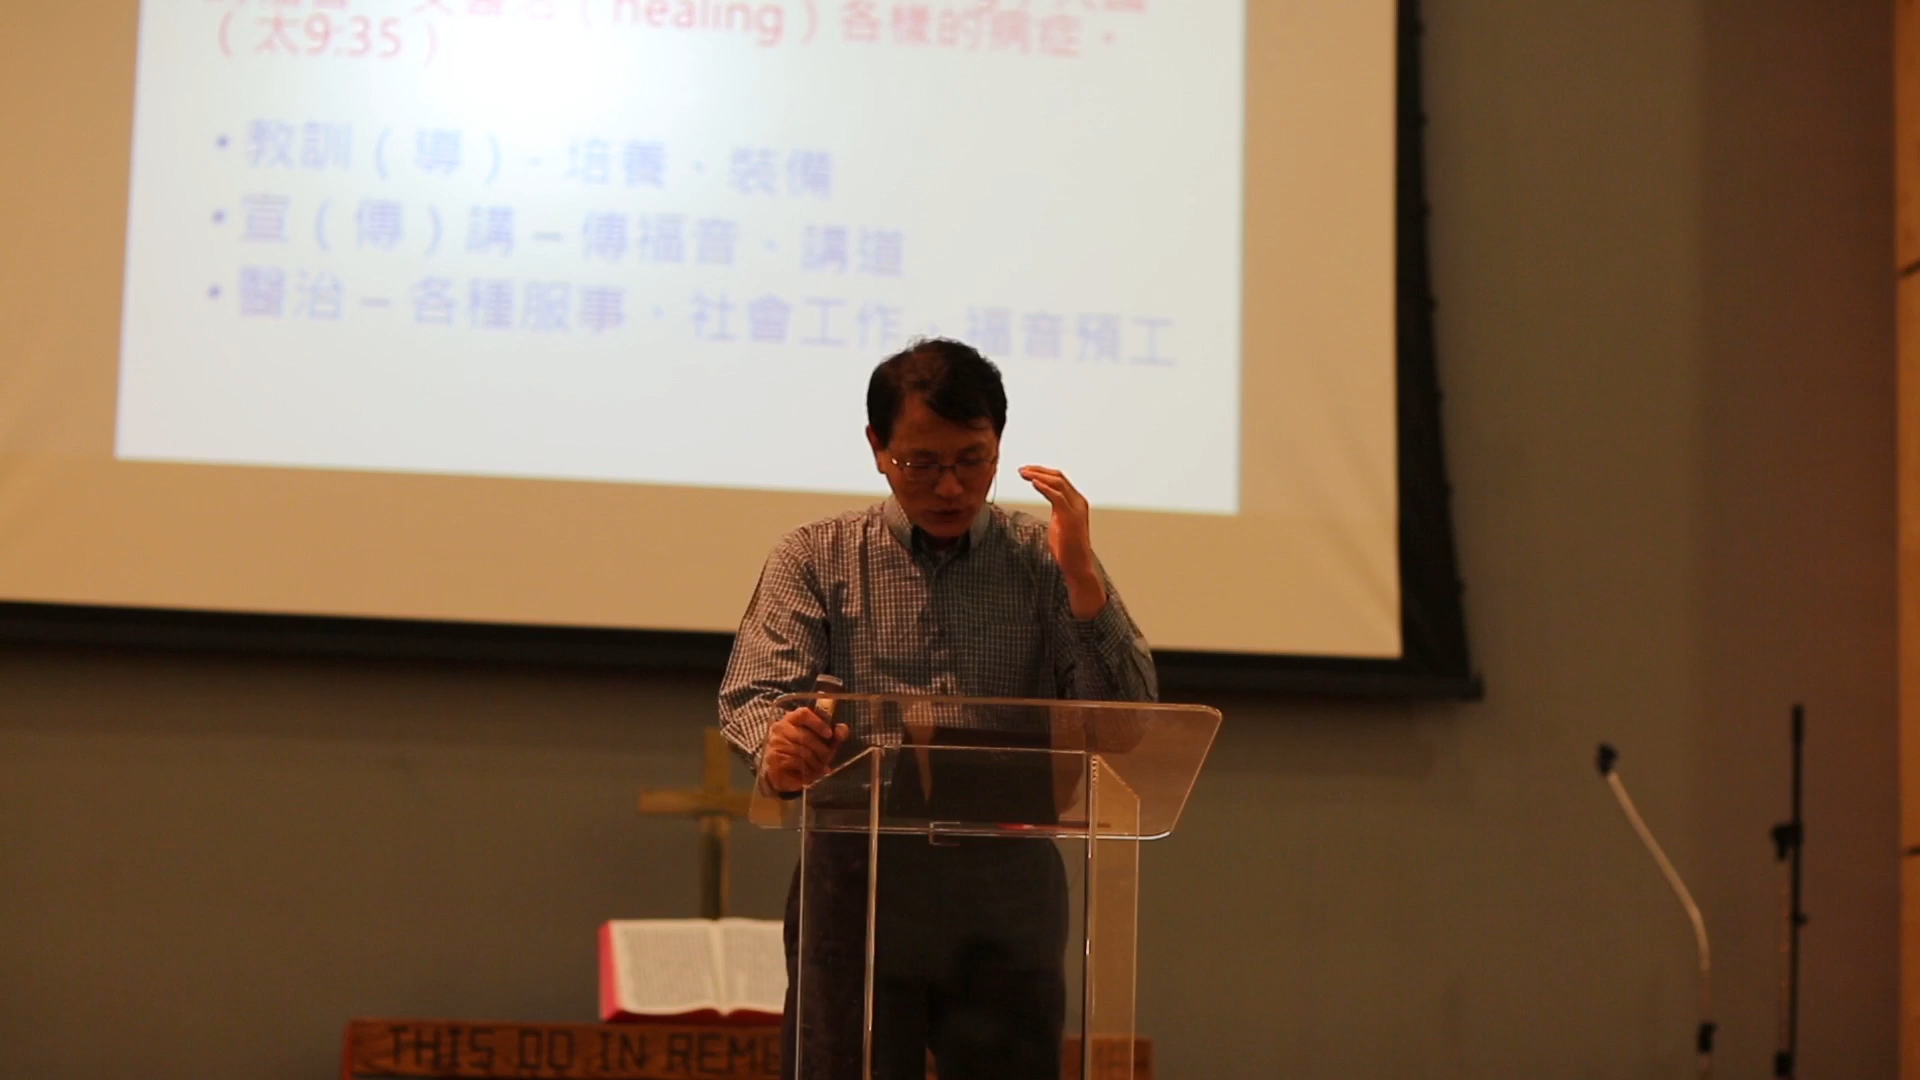 （healing）各樣的病症。
（太9:35）
• 教訓（導）- 培養、裝備
• 宣（傳）講 – 傳福音、講道
• 醫治 – 各種服事、社會工作、福音預工
THIS DO IN REME